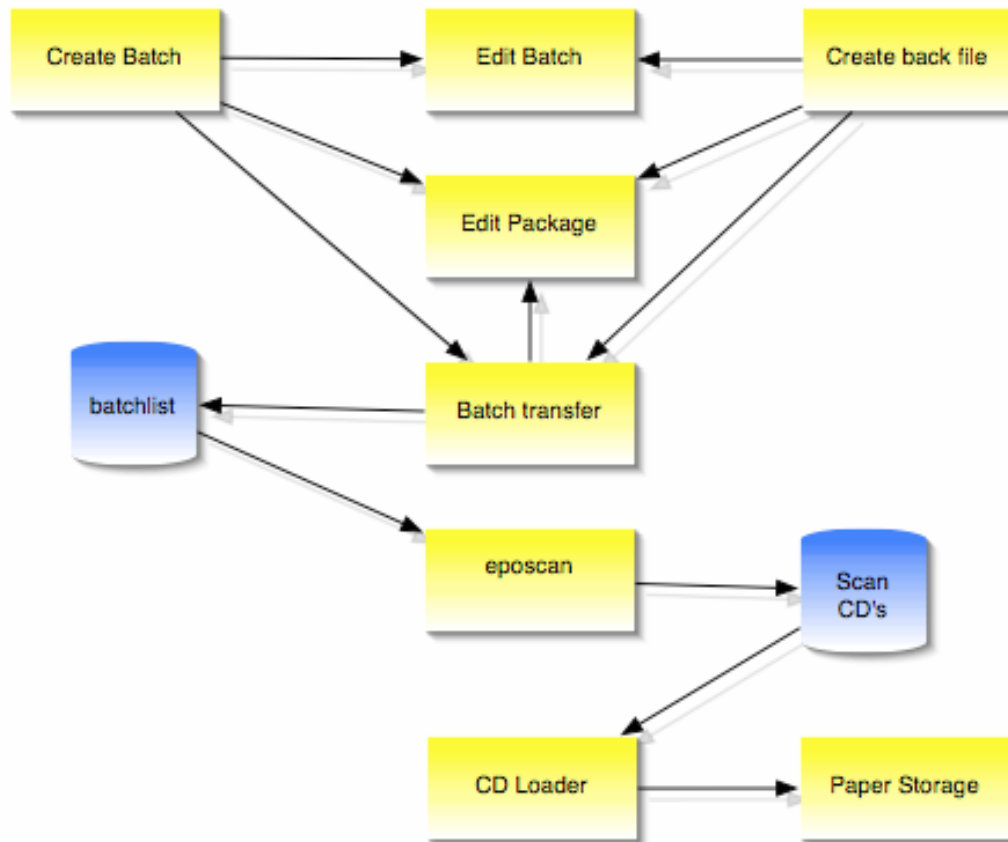 Create Batch
Edit Batch
Create back file
Edit Package
batchlist
Batch transfer
eposcan
Scan
CD's
CD Loader
Paper Storage